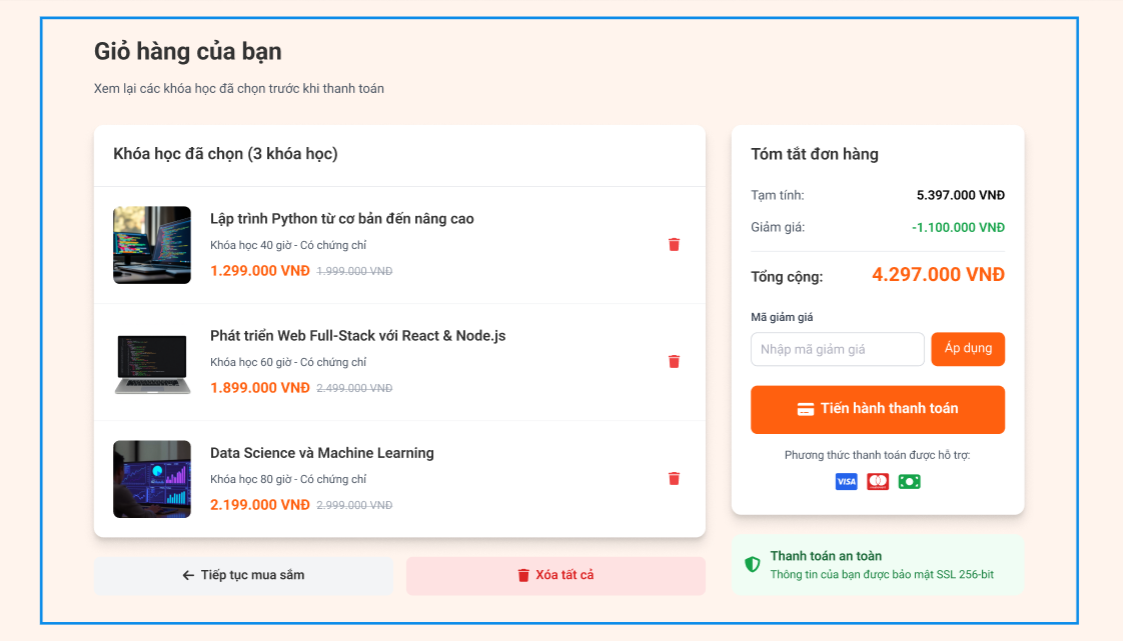 Giỏ hàng của bạn
Xem lại các khóa học đã chọn trước khi thanh toán
Khóa học đã chọn (3 khóa học)
Lập trình Python từ cơ bản đến nâng cao
Khóa học 40 giờ - Có chứng chỉ
1.299.000 VNĐ 1.999.000 VNĐ
Phát triển Web Full-Stack với React & Node.js
Khóa học 60 giờ - Có chứng chỉ
1.899.000 VNĐ 2.499.000 VNĐ
Data Science và Machine Learning
Khóa học 80 giờ - Có chứng chỉ
2.199.000 VNĐ 2.999.000 VNĐ
Tiếp tục mua sắm
Xóa tất cả
Tóm tắt đơn hàng
Tạm tính: 5.397.000 VNĐ
Giảm giá: -1.100.000 VNĐ
Tổng cộng: 4.297.000 VNĐ
Mã giảm giá
Nhập mã giảm giá
Áp dụng
Tiến hành thanh toán
Phương thức thanh toán được hỗ trợ:
VISA
Thanh toán an toàn
Thông tin của bạn được bảo mật SSL 256-bit